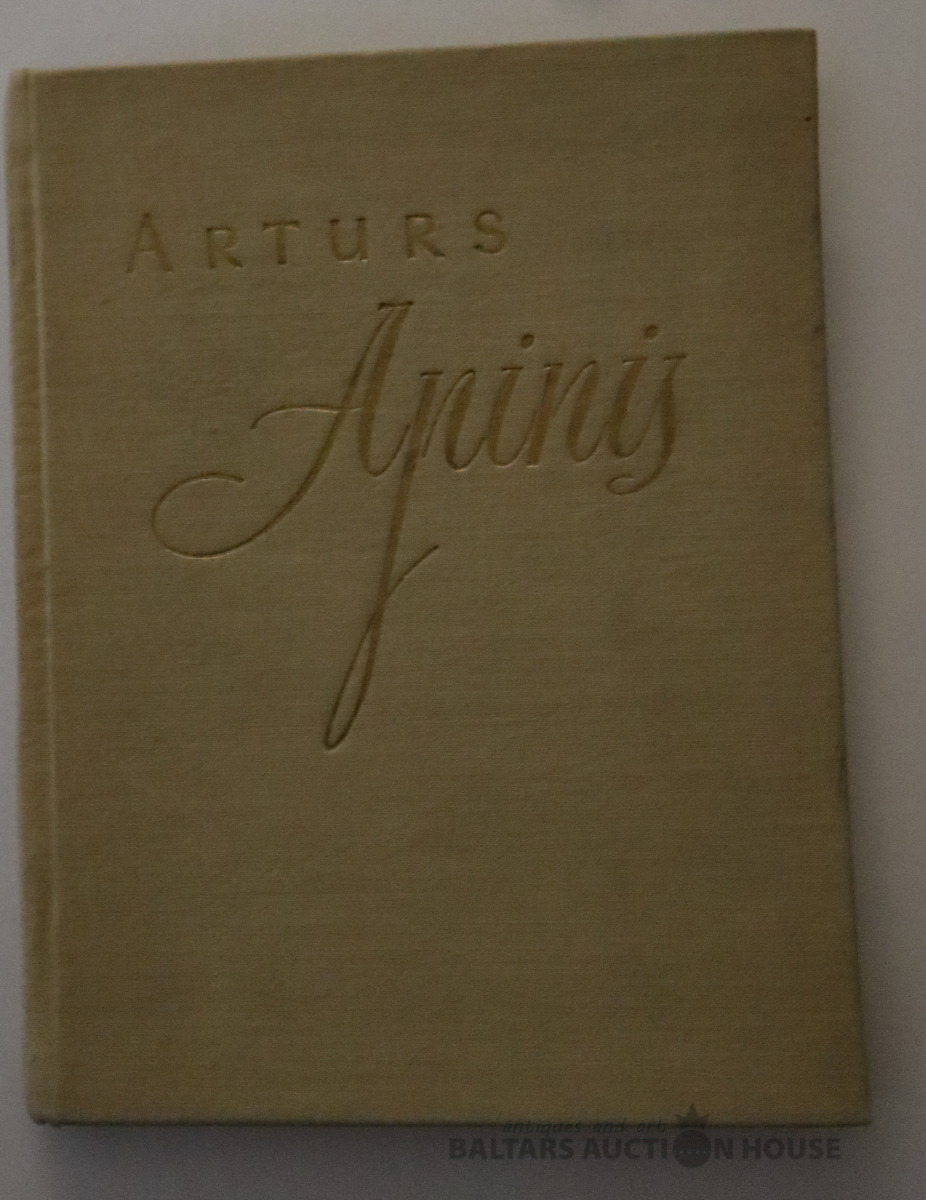 ARTURS
Apinis
antiques and art
BALTARS AUCTION HOUSE